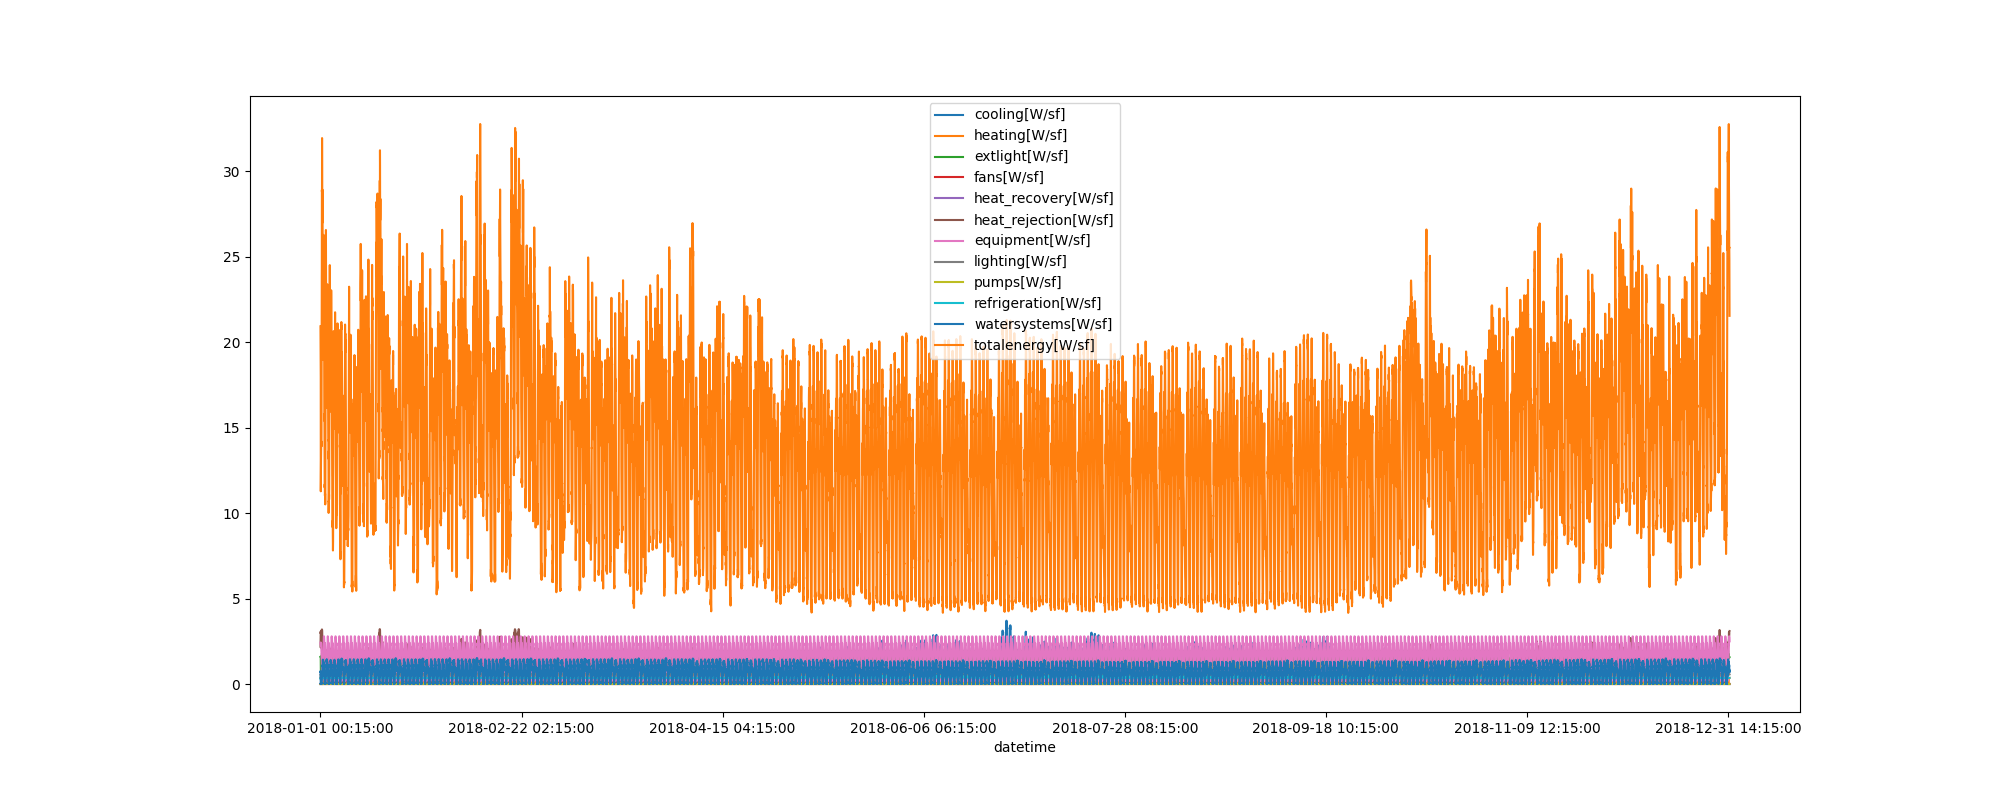 cooling[W/sf]
heating[W/sf]
extlight[W/sf]
fans[W/sf]
heat_recovery[W/sf]
heat_rejection[W/sf]
equipment[W/sf]
lighting[W/sf]
pumps[W/sf]
refrigeration[W/sf]
watersystems[W/sf]
totalenergy[W/sf]
30
25
20
15
10
5
0
2018-01-01 00:15:00 2018-02-22 02:15:00 2018-04-15 04:15:00 2018-06-06 06:15:00 2018-07-28 08:15:00 2018-09-18 10:15:00 2018-11-09 12:15:00 2018-12-31 14:15:00
datetime